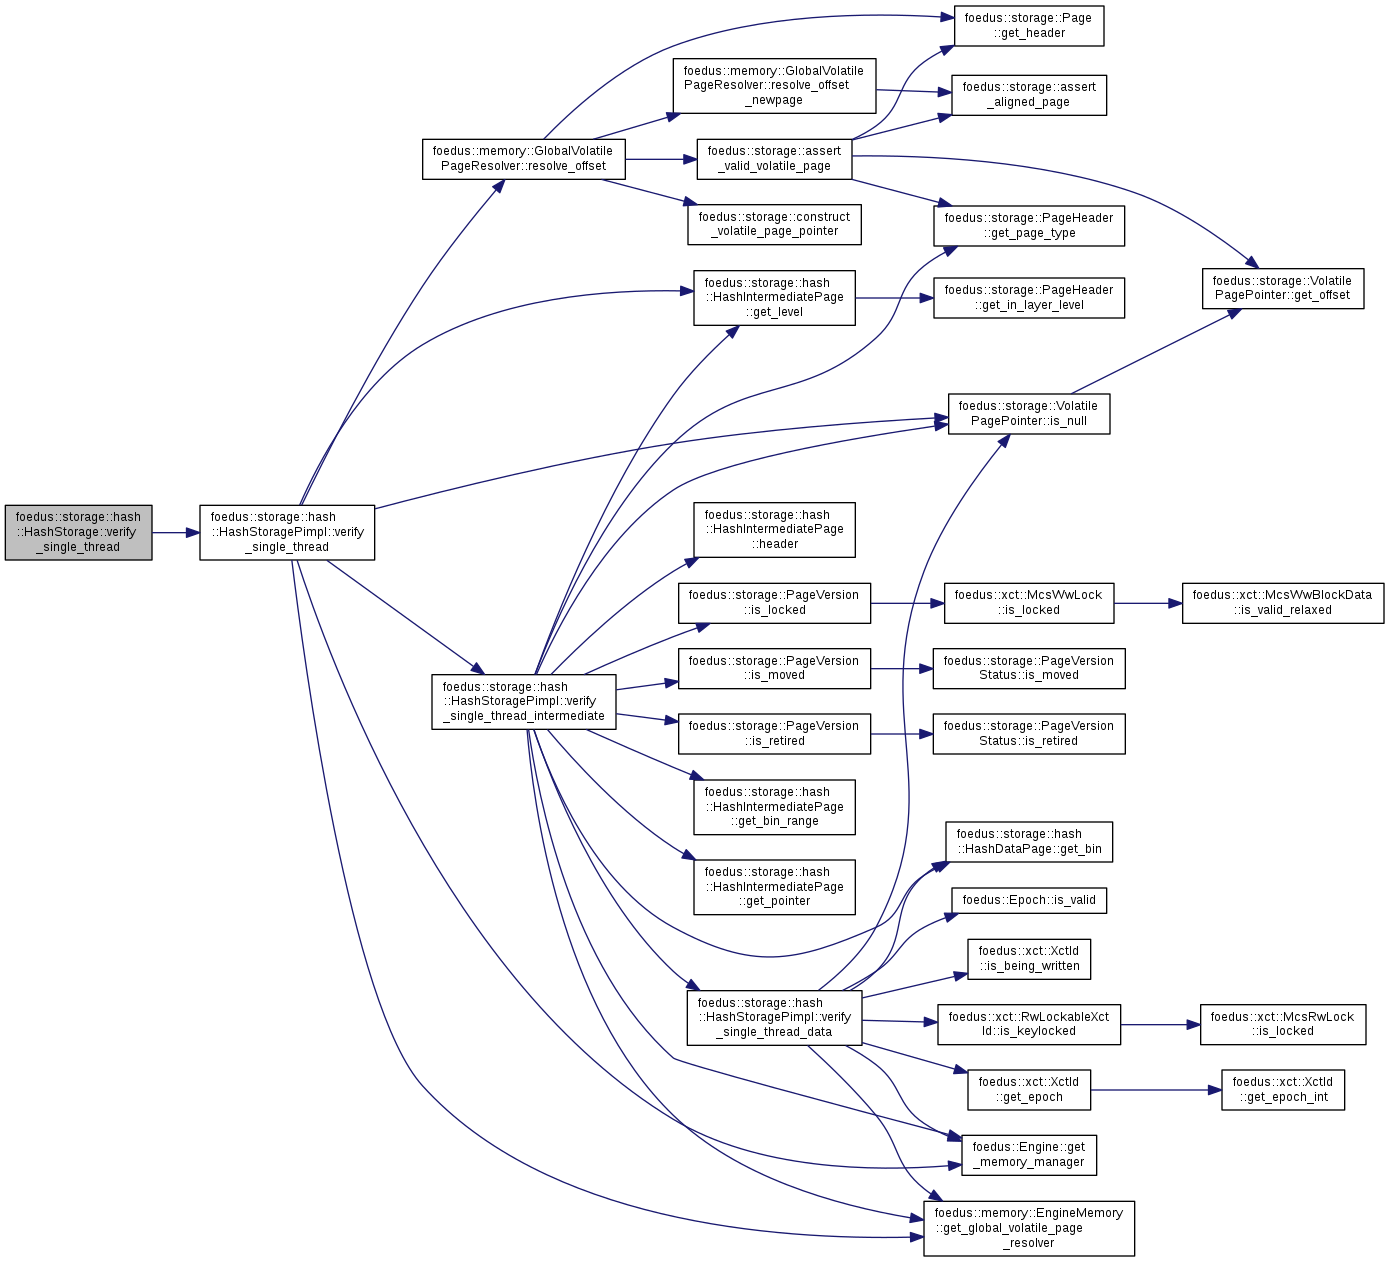 foedus::storage::hash
::HashStorage::verify
_single_thread
foedus::storage::hash
::HashStoragePimpl::verify
_single_thread
foedus::memory::GlobalVolatile
PageResolver::resolve_offset
foedus::storage::hash
::HashStoragePimpl::verify
_single_thread_intermediate
foedus::memory::GlobalVolatile
PageResolver::resolve_offset
_newpage
foedus::storage::assert
_valid_volatile_page
foedus::storage::construct
_volatile_page_pointer
foedus::storage::hash
::HashIntermediatePage
::get_level
foedus::storage::hash
::HashIntermediatePage
::header
foedus::storage::PageVersion
::is_locked
foedus::storage::PageVersion
::is_moved
foedus::storage::PageVersion
::is_retired
foedus::storage::hash
::HashIntermediatePage
::get_bin_range
foedus::storage::hash
::HashIntermediatePage
::get_pointer
foedus::storage::hash
::HashStoragePimpl::verify
_single_thread_data
foedus::storage::Page
::get_header
foedus::storage::assert
_aligned_page
foedus::storage::PageHeader
::get_page_type
foedus::storage::PageHeader
::get_in_layer_level
foedus::storage::Volatile
PagePointer::is_null
foedus::xct::McsWwLock
::is_locked
foedus::storage::PageVersion
Status::is_moved
foedus::storage::PageVersion
Status::is_retired
foedus::storage::hash
::HashDataPage::get_bin
foedus::Epoch::is_valid
foedus::xct::XctId
::is_being_written
foedus::xct::RwLockableXct
Id::is_keylocked
foedus::xct::XctId
::get_epoch
foedus::Engine::get
_memory_manager
foedus::memory::EngineMemory
::get_global_volatile_page
_resolver
foedus::storage::Volatile
PagePointer::get_offset
foedus::xct::McsWwBlockData
::is_valid_relaxed
foedus::xct::McsRwLock
::is_locked
foedus::xct::XctId
::get_epoch_int